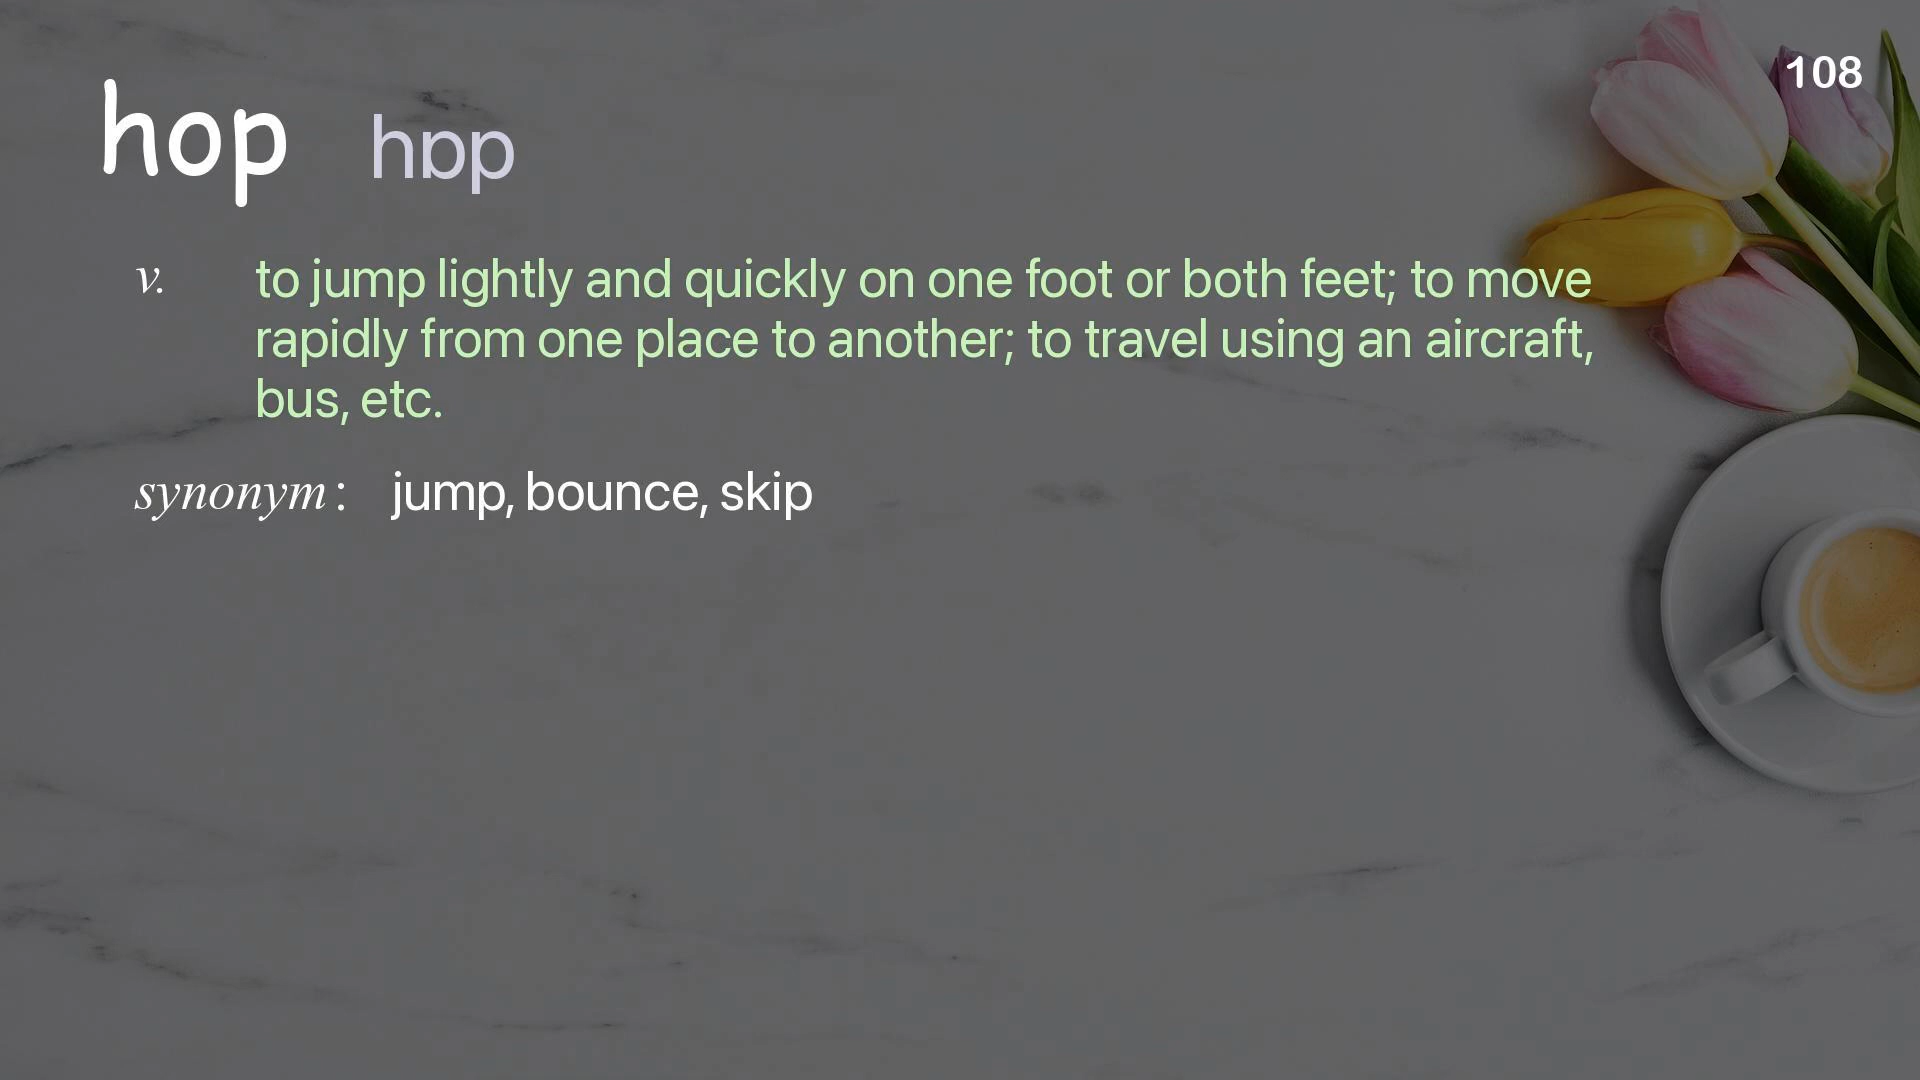 108
hop hɒp
v. to jump lightly and quickly on one foot or both feet; to move
rapidly from one place to another; to travel using an aircraft,
bus, etc.
synonym : jump, bounce, skip